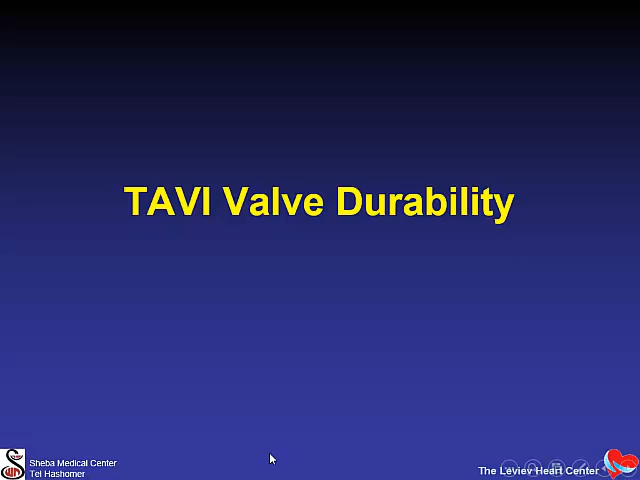 TAVI Valve Durability
Sheba Medical Center
Tel Hashomer
The Leviev Heart Center